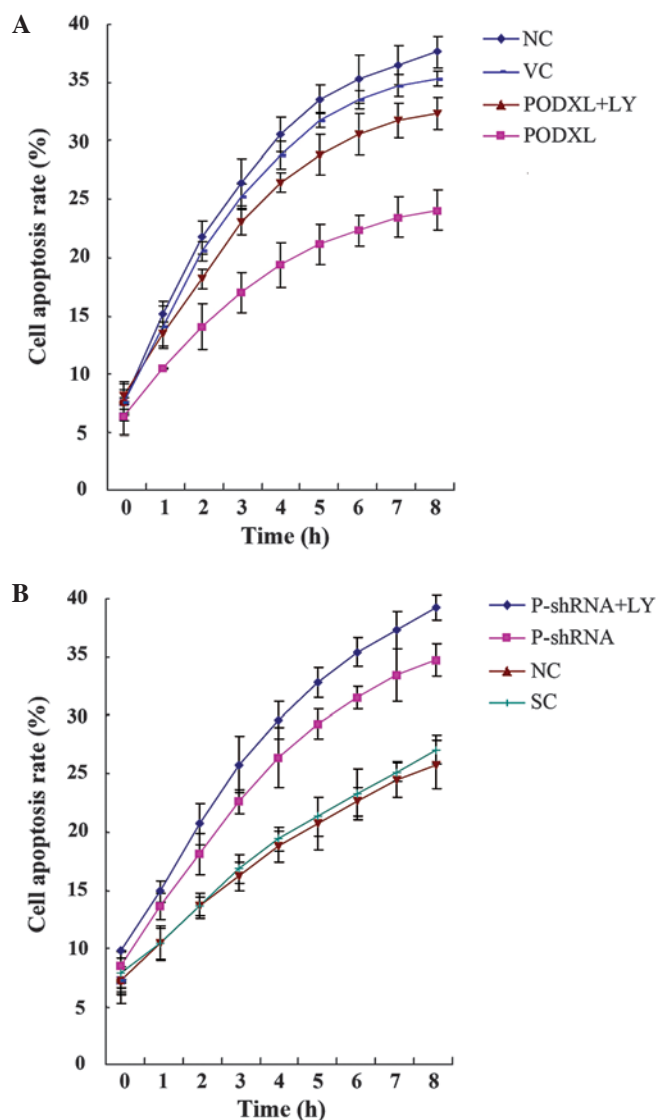 A
40
35
30
25
20
15
10
5
0
Cell apoptosis rate (%)
0 1 2 3 4 5 6 7 8
Time (h)
NC
VC
PODXL+LY
PODXL
B
40
35
30
25
20
15
10
5
0
Cell apoptosis rate (%)
0 1 2 3 4 5 6 7 8
Time (h)
P-shRNA+LY
P-shRNA
NC
SC